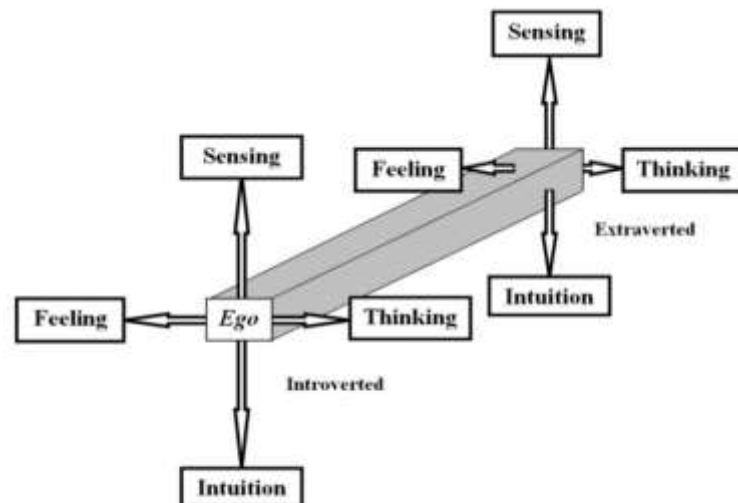 Sensing
Sensing
Feeling
Thinking
Extraverted
Intuition
Feeling
Ego
Thinking
Introverted
Intuition